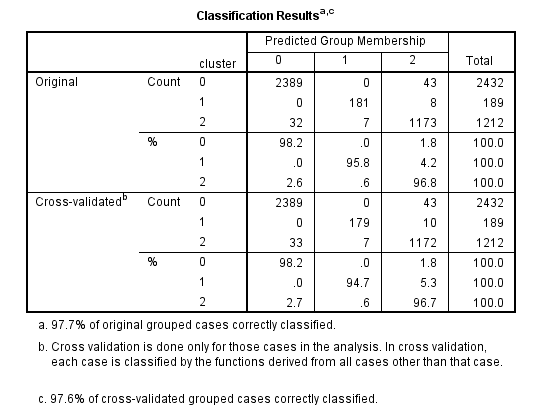 Classification Results^a,c
Predicted Group Membership
cluster 0 1 2 Total
Original Count 0 2389 0 43 2432
1 0 181 8 189
2 32 7 1173 1212
% 0 98.2 .0 1.8 100.0
1 .0 95.8 4.2 100.0
2 2.6 .6 96.8 100.0
Cross-validated^b Count 0 2389 0 43 2432
1 0 179 10 189
2 33 7 1172 1212
% 0 98.2 .0 1.8 100.0
1 .0 94.7 5.3 100.0
2 2.7 .6 96.7 100.0
a. 97.7% of original grouped cases correctly classified.
b. Cross validation is done only for those cases in the analysis. In cross validation,
each case is classified by the functions derived from all cases other than that case.
c. 97.6% of cross-validated grouped cases correctly classified.